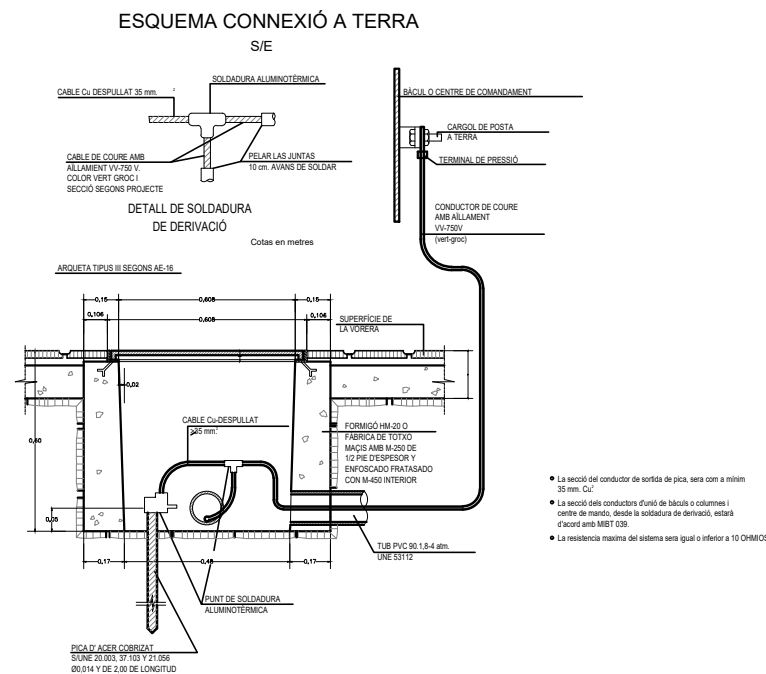 ESQUEMA CONNEXIÓ A TERRA
S/E
CABLE Cu DESPULLAT 35 mm.²
SOLDADURA ALUMINOTÈRMICA
CABLE DE COURE AMB
AÏLLAMENT VV-750 V.
COLOR VERT GROC I
SECCIÓ SEGONS PROJECTE
PELAR LAS JUNTAS
10 cm. AVANS DE SOLDAR
DETALL DE SOLDADURA
DE DERIVACIÓ
Cotas en metres
BÀCUL O CENTRE DE COMANDAMENT
CARGOL DE POSTA
A TERRA
TERMINAL DE PRESSIÓ
CONDUCTOR DE COURE
AMB AÏLLAMENT
VV-750V
(vert-groc)
ARQUETA TIPUS III SEGONS AE-16
0,15
0,608
0,15
0,106
0,608
0,106
SUPERFÍCIE DE
LA VORERA
0,02
CABLE Cu-DESPULLAT
>35 mm²
FORMIGÓ HM-20 O
FÀBRICA DE TOTXO
MAÇIS AMB M-250 DE
1/2 PIE D'ESPESOR Y
ENFOSCADO FRATASADO
CON M-450 INTERIOR
0,05
0,17
0,17
TUB PVC 90.1,8-4 atm.
UNE 53112
PUNT DE SOLDADURA
ALUMINOTÈRMICA
PICA D' ACER COBRIZAT
S/UNE 20.003, 37.103 Y 21.056
Ø0,014 Y DE 2,00 DE LONGITUD
La secció del conductor de sortida de pica, sera com a mínim
35 mm. Cu²
La secció dels conductors d'unió de bàculs o columnes i
centre de mando, desde la soldadura de derivació, estarà
d'acord amb MIBT 039.
La resistencia maxima del sistema sera igual o inferior a 10 OHMIOS